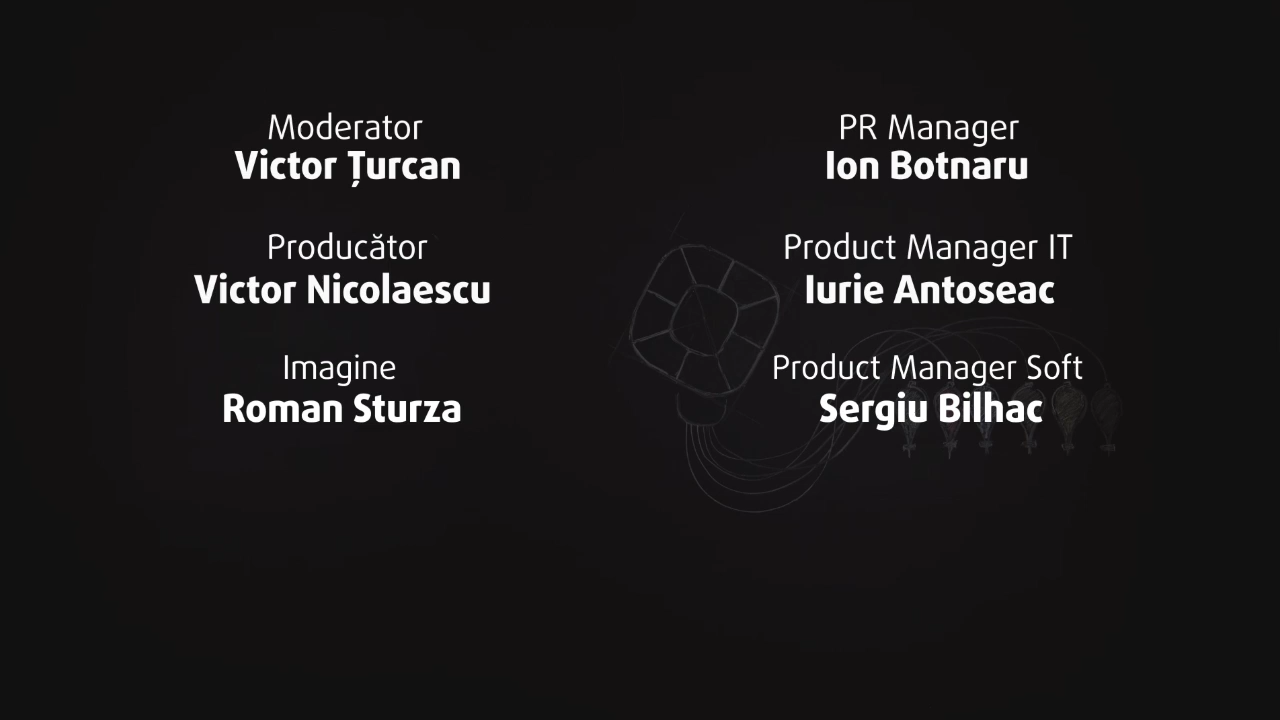 Moderator
Victor Țurcan
Producător
Victor Nicolaescu
Imagine
Roman Sturza
PR Manager
Ion Botnaru
Product Manager IT
Iurie Antoseac
Product Manager Soft
Sergiu Bilhac